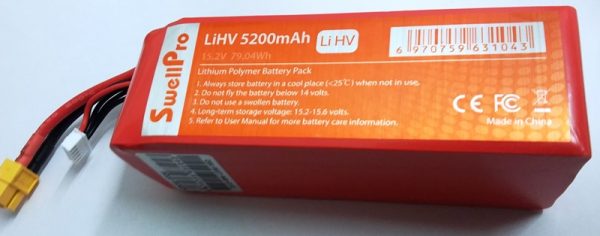 SwellPro
LiHV 5200mAh LiHV
15.2V 79.04Wh
Lithium Polymer Battery Pack
1. Always store battery in a cool place (<25℃) when not in use.
2. Do not fly the battery below 14 volts.
3. Do not use a swollen battery.
4. Long-term storage voltage: 15.2-15.6 volts.
5. Refer to User Manual for more battery care information.
6 970759 631043
CE FC
Made in China